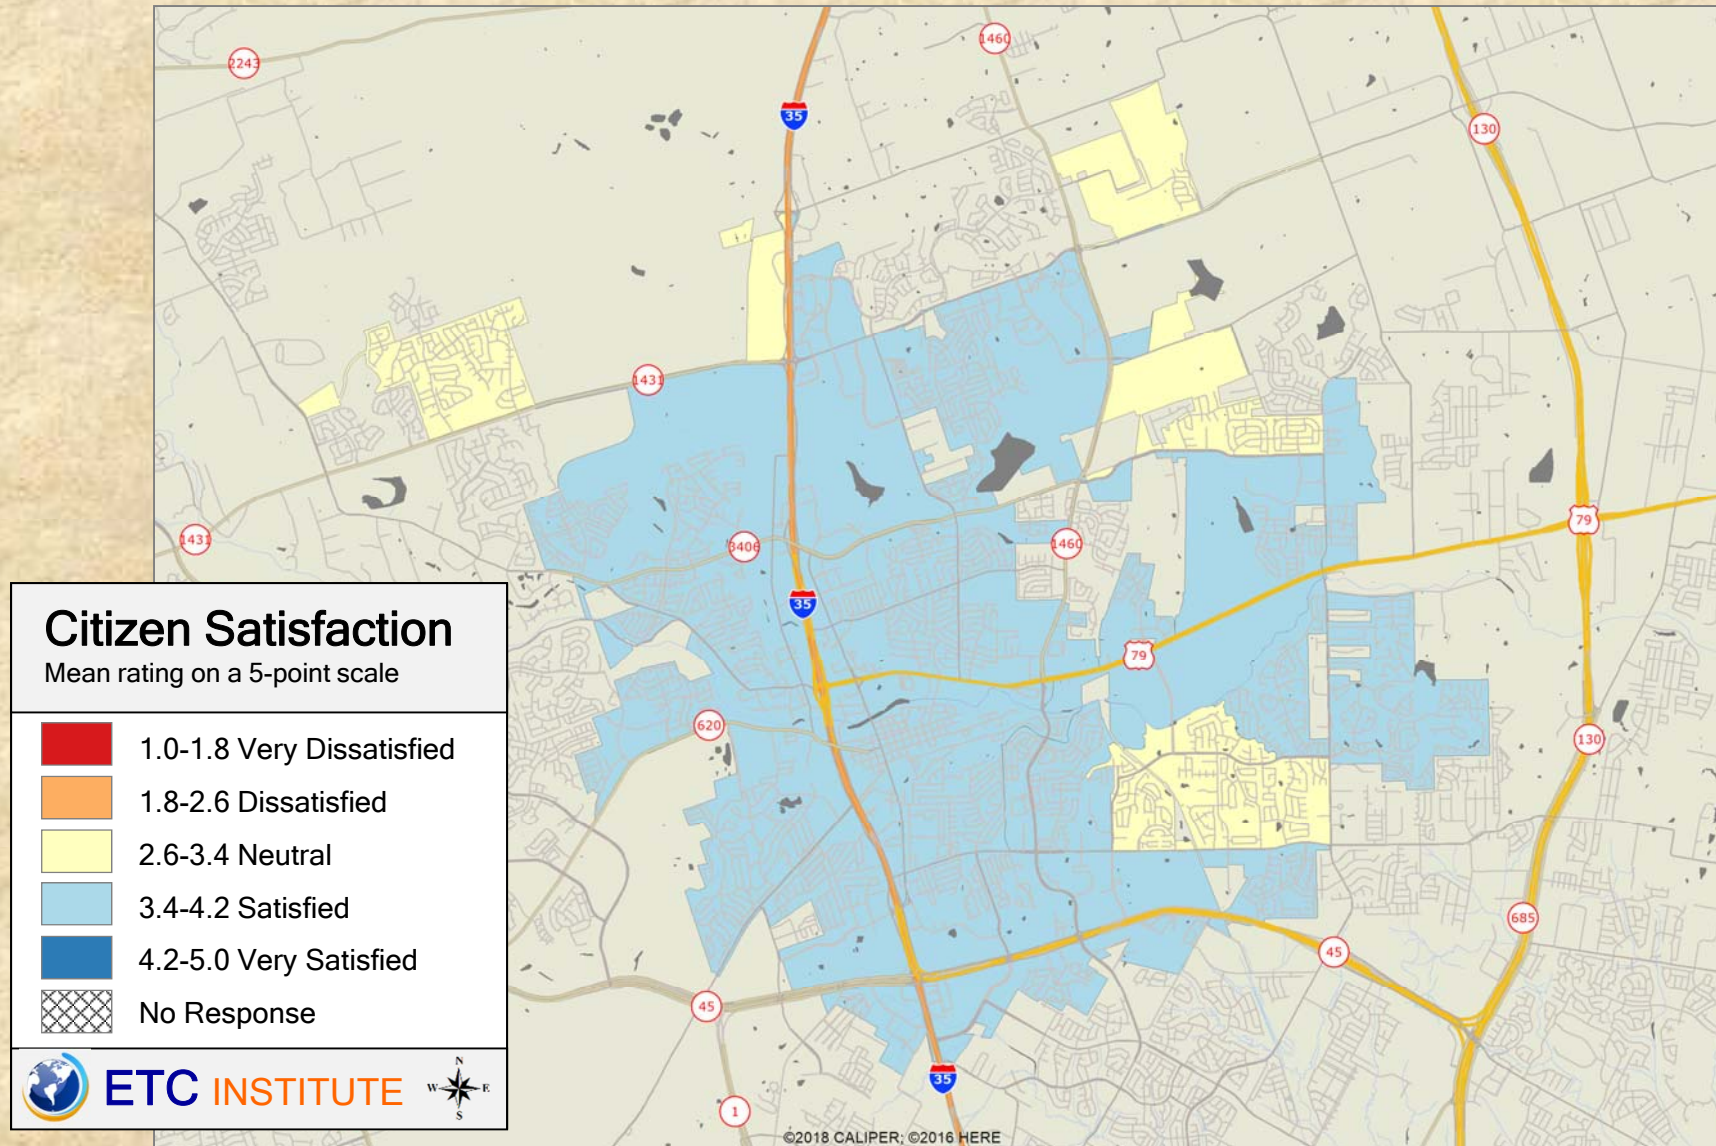 2243
1460
35
130
1431
1431
3406
1460
79
35
79
620
130
685
45
45
35
1
Citizen Satisfaction
Mean rating on a 5-point scale
1.0-1.8 Very Dissatisfied
1.8-2.6 Dissatisfied
2.6-3.4 Neutral
3.4-4.2 Satisfied
4.2-5.0 Very Satisfied
No Response
ETC INSTITUTE
N
W E
S
©2018 CALIPER; ©2016 HERE